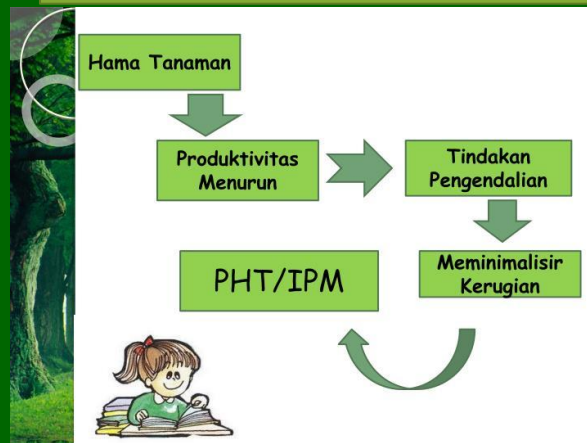 Hama Tanaman
Produktivitas
Menurun
Tindakan
Pengendalian
Meminimalisir
Kerugian
PHT/IPM